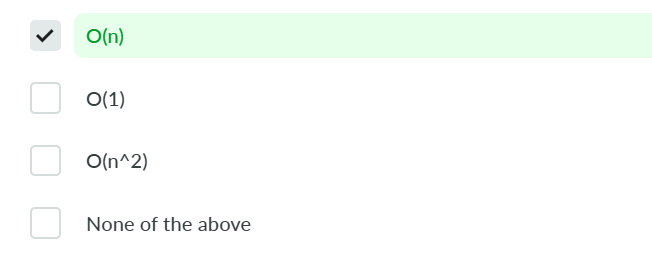 O(n)
O(1)
O(n^2)
None of the above